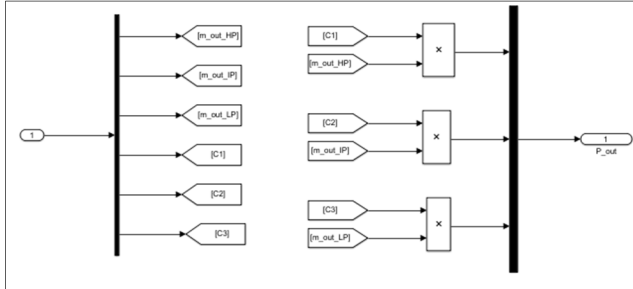 1
[m_out_HP]
[m_out_IP]
[m_out_LP]
[C1]
[C2]
[C3]
[C1]
[m_out_HP]
×
[C2]
[m_out_IP]
×
[C3]
[m_out_LP]
×
1
P_out